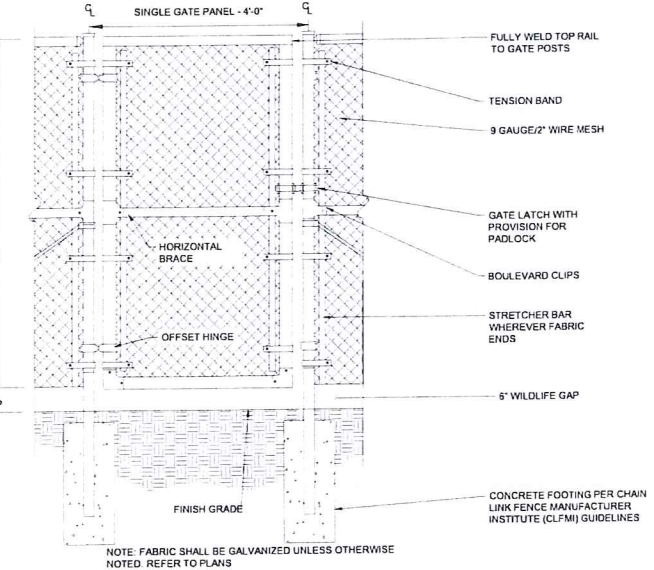 SINGLE GATE PANEL - 4'-0"
FULLY WELD TOP RAIL
TO GATE POSTS
TENSION BAND
9 GAUGE/2" WIRE MESH
GATE LATCH WITH
PROVISION FOR
PADLOCK
HORIZONTAL
BRACE
BOULEVARD CLIPS
STRETCHER BAR
WHEREVER FABRIC
ENDS
OFFSET HINGE
6" WILDLIFE GAP
FINISH GRADE
CONCRETE FOOTING PER CHAIN
LINK FENCE MANUFACTURER
INSTITUTE (CLFMI) GUIDELINES
NOTE: FABRIC SHALL BE GALVANIZED UNLESS OTHERWISE
NOTED. REFER TO PLANS